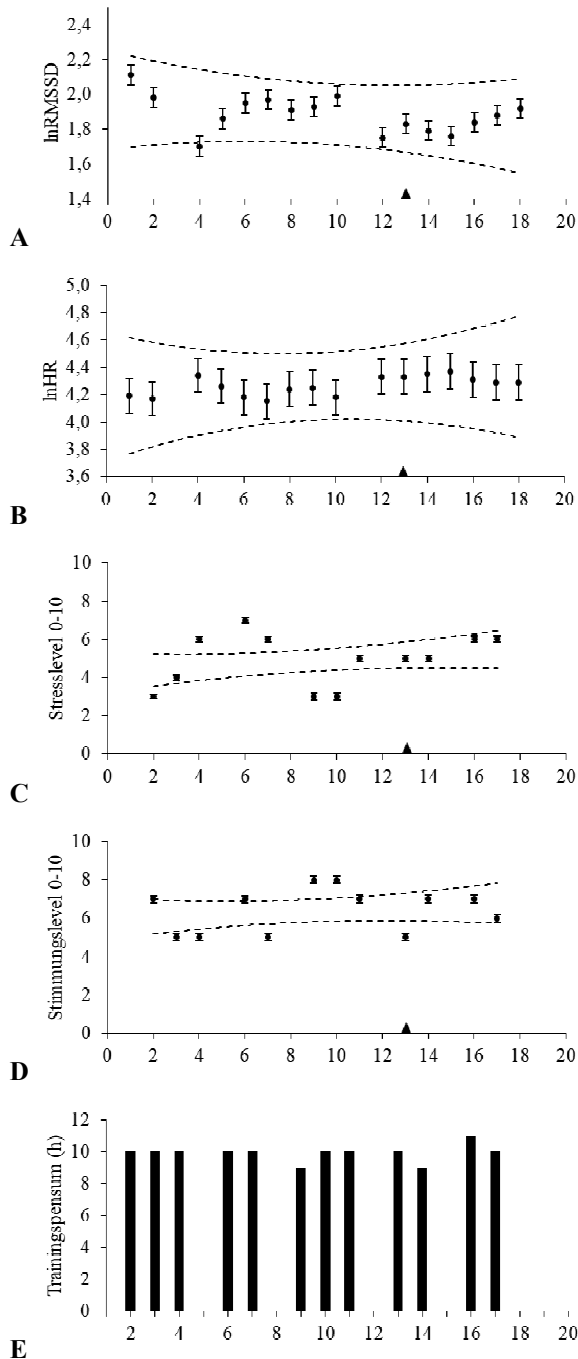 2,2
2,0
1,8
1,6
1,4
lnRMSSD
0 2 4 6 8 10 12 14 16 18 20
A
5,0
4,8
4,6
4,4
4,2
4,0
3,8
3,6
lnHR
0 2 4 6 8 10 12 14 16 18 20
B
10
8
6
4
2
0
Stresslevel 0-10
0 2 4 6 8 10 12 14 16 18 20
C
10
8
6
4
2
0
Stimmungslevel 0-10
0 2 4 6 8 10 12 14 16 18 20
D
12
10
8
6
4
2
0
Trainingspensum (h)
2 4 6 8 10 12 14 16 18 20
E